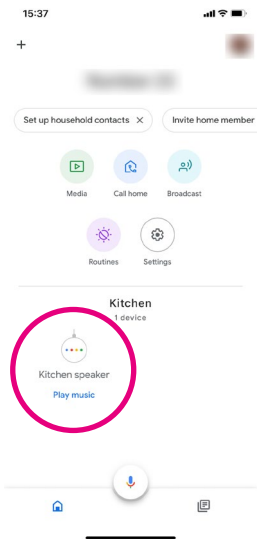 15:37
+
Set up household contacts ×
Invite home member
Media
Call home
Broadcast
Routines
Settings
Kitchen
1 device
Kitchen speaker
Play music